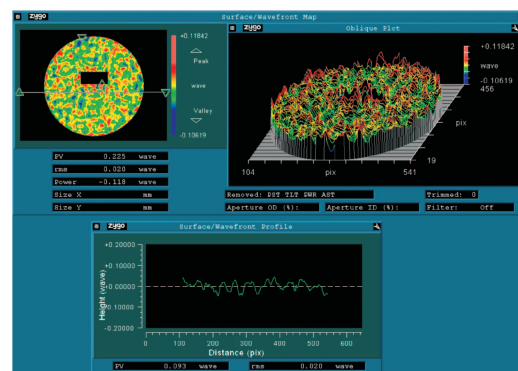 Surface/Wavefront Map
zygo
+0.11842
Peak
wave
Valley
-0.10619
PV 0.225 wave
rms 0.020 wave
Power -0.118 wave
Size X mm
Size Y mm
zygo Oblique Plot
+0.11842
wave
-0.10619
456
pix
19
104 pix 541
Removed: PST TLT PWR AST Trimmed: 0
Aperture OD (%): Aperture ID (%): Filter: Off
zygo Surface/Wavefront Profile
Height (wave)
+0.20000
+0.10000
+0.00000
-0.10000
-0.20000
0 100 200 300 400 500 600
Distance (pix)
PV 0.093 wave rms 0.020 wave